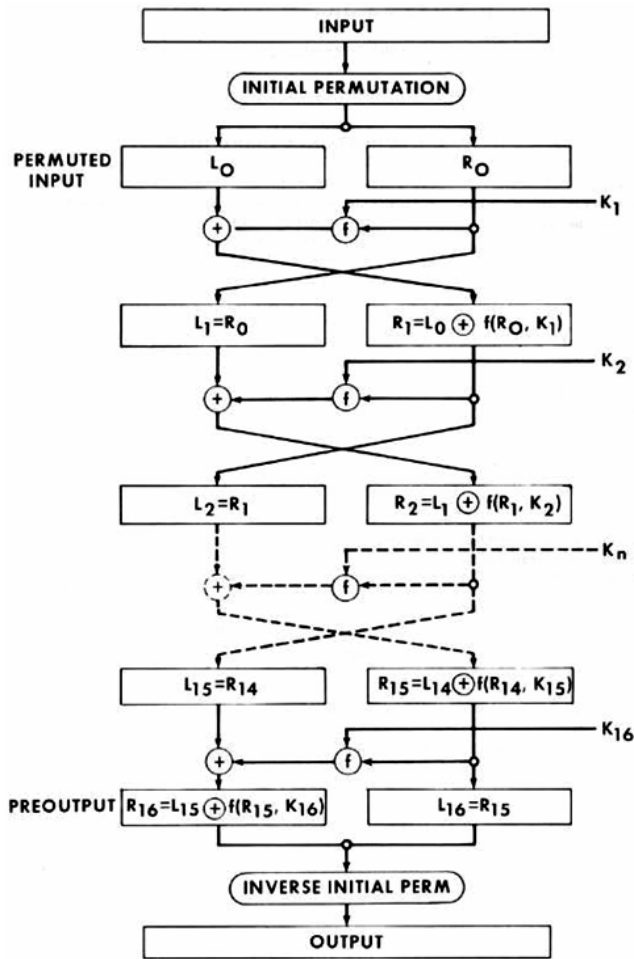 INPUT
INITIAL PERMUTATION
PERMUTED INPUT
L₀
R₀
K₁
+
f
L₁=R₀
R₁=L₀ ⊕ f(R₀, K₁)
K₂
+
f
L₂=R₁
R₂=L₁ ⊕ f(R₁, K₂)
Kₙ
+
f
L₁₅=R₁₄
R₁₅=L₁₄ ⊕ f(R₁₄, K₁₅)
K₁₆
+
f
PREOUTPUT
R₁₆=L₁₅ ⊕ f(R₁₅, K₁₆)
L₁₆=R₁₅
INVERSE INITIAL PERM
OUTPUT